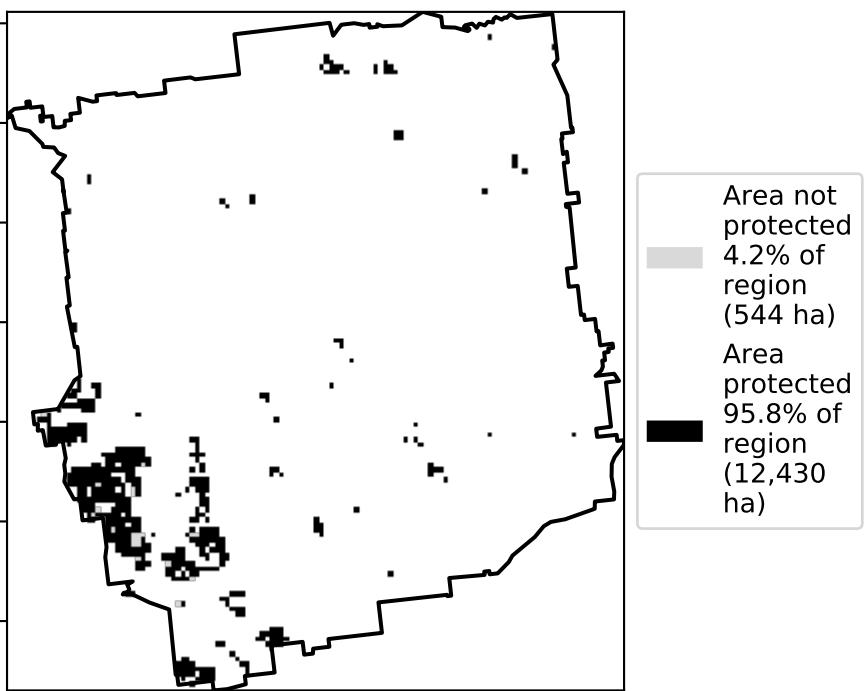 Area not
protected
4.2% of
region
(544 ha)
Area
protected
95.8% of
region
(12,430
ha)